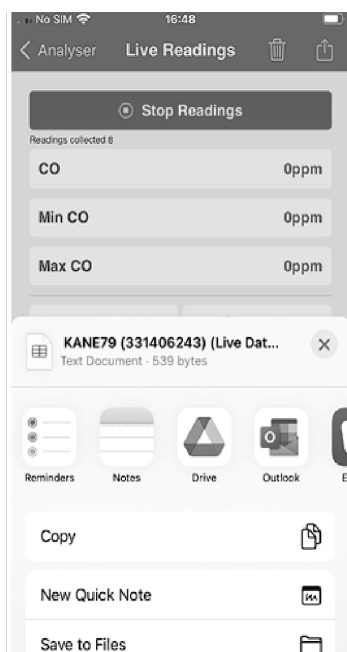 No SIM 16:48
Analyser Live Readings
Stop Readings
Readings collected 8
CO 0ppm
Min CO 0ppm
Max CO 0ppm
KANE79 (331406243) (Live Dat...
Text Document · 539 bytes
Reminders Notes Drive Outlook E
Copy
New Quick Note
Save to Files